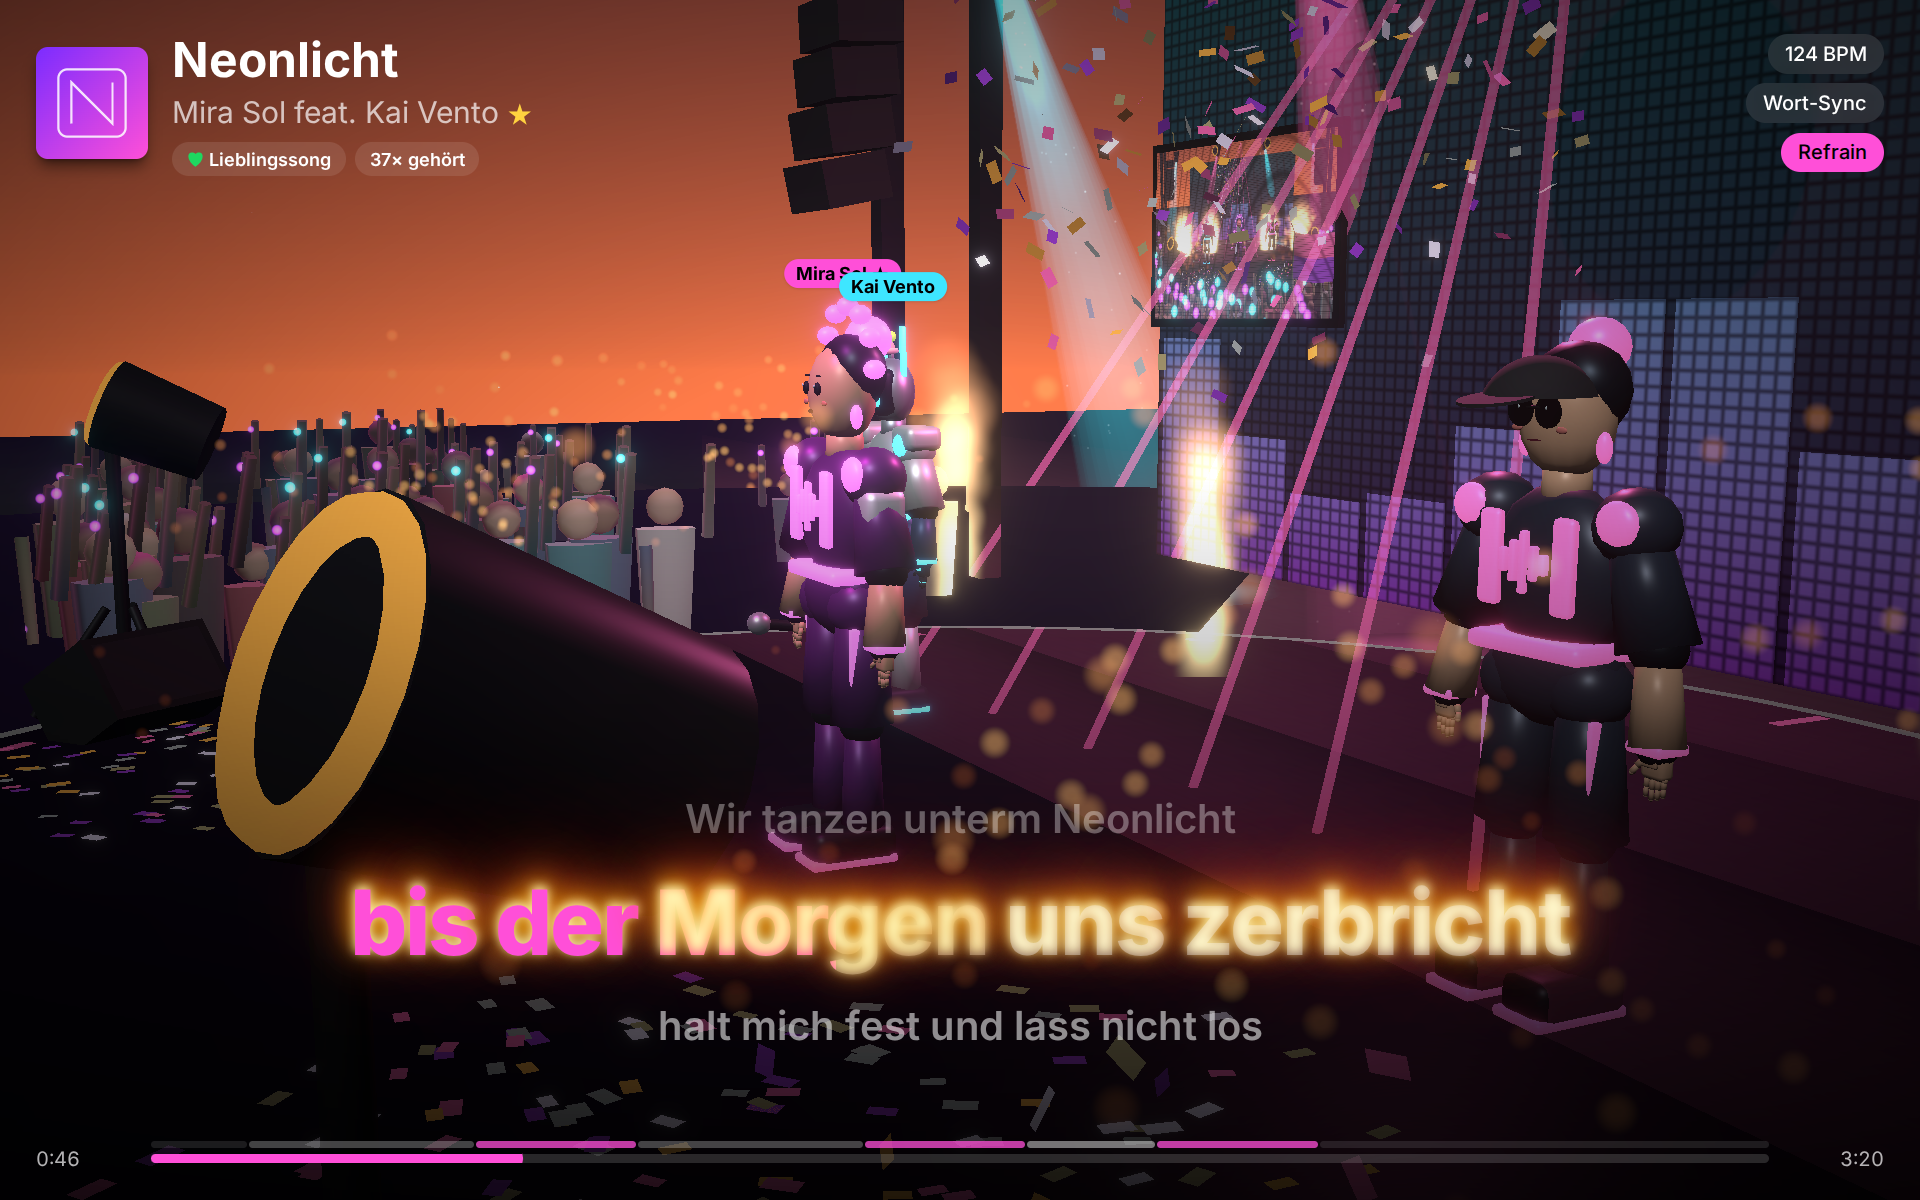 Neonlicht
Mira Sol feat. Kai Vento ★
Lieblingssong
37× gehört
124 BPM
Wort-Sync
Refrain
Mira
Kai Vento
Wir tanzen unterm Neonlicht
bis der Morgen uns zerbricht
halt mich fest und lass nicht los
0:46
3:20